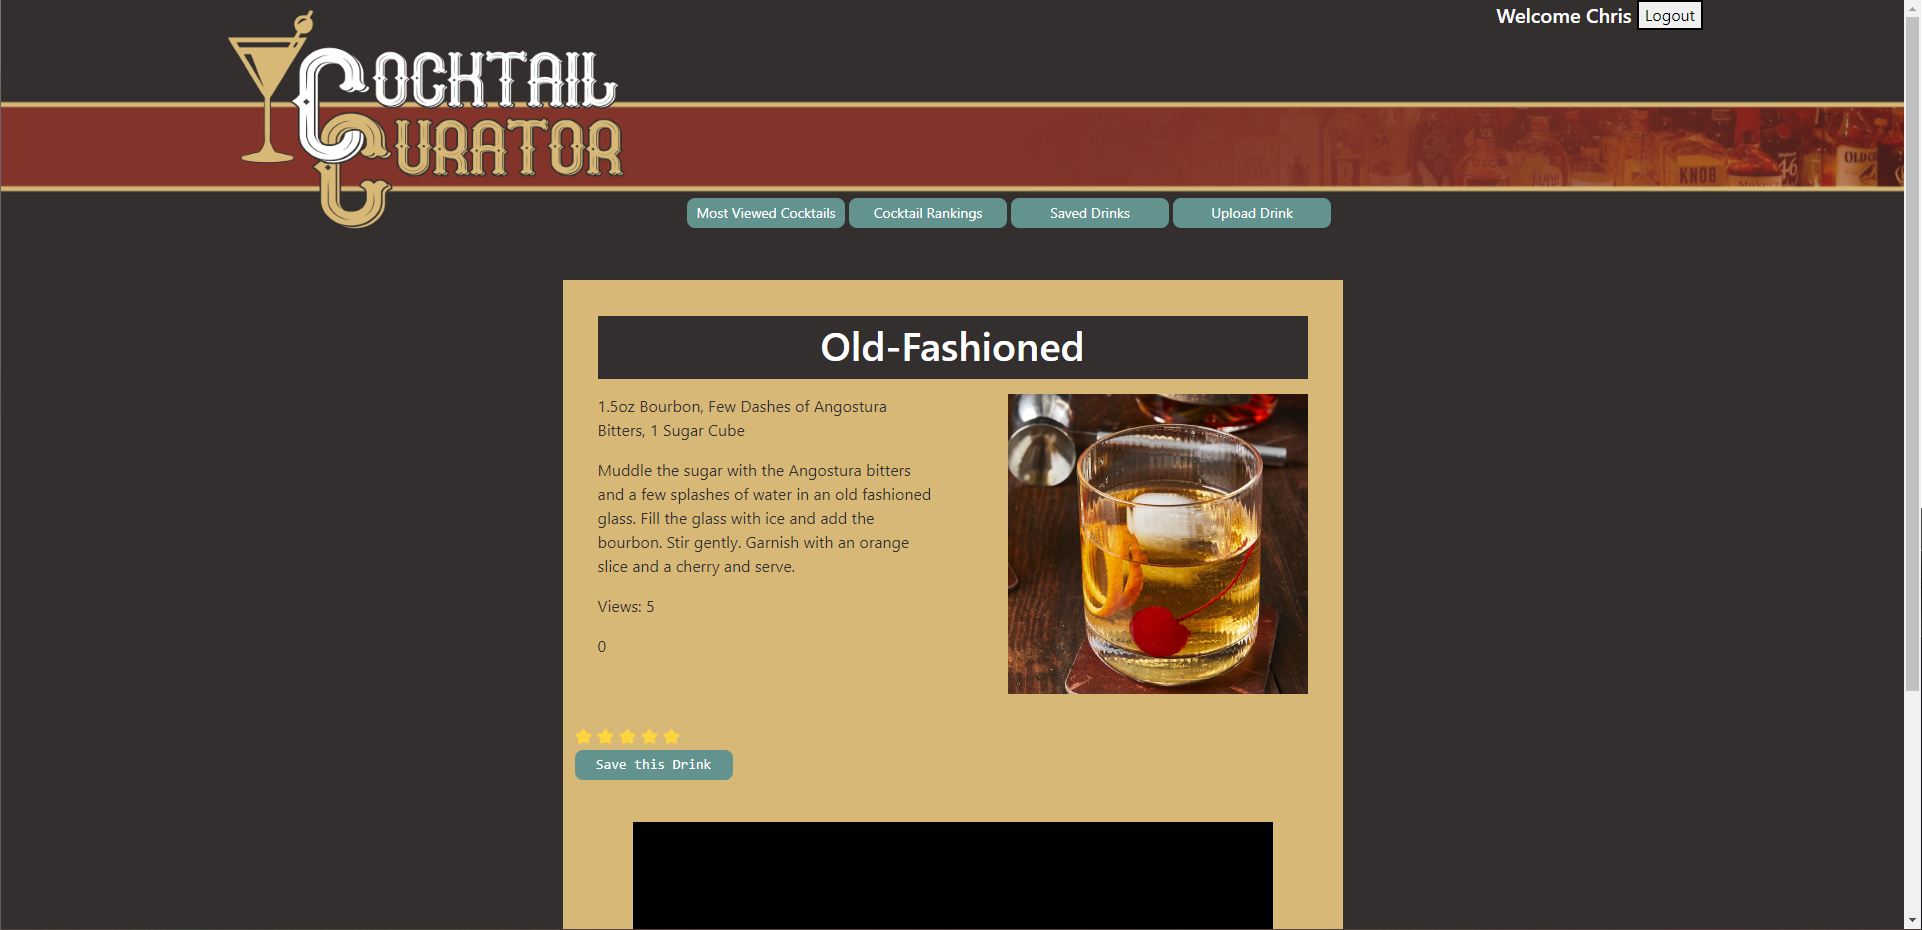 Welcome Chris Logout
COCKTAIL
CURATOR
OLD
KNOB
Most Viewed Cocktails Cocktail Rankings Saved Drinks Upload Drink
Old-Fashioned
1.5oz Bourbon, Few Dashes of Angostura
Bitters, 1 Sugar Cube
Muddle the sugar with the Angostura bitters
and a few splashes of water in an old fashioned
glass. Fill the glass with ice and add the
bourbon. Stir gently. Garnish with an orange
slice and a cherry and serve.
Views: 5
0
Save this Drink